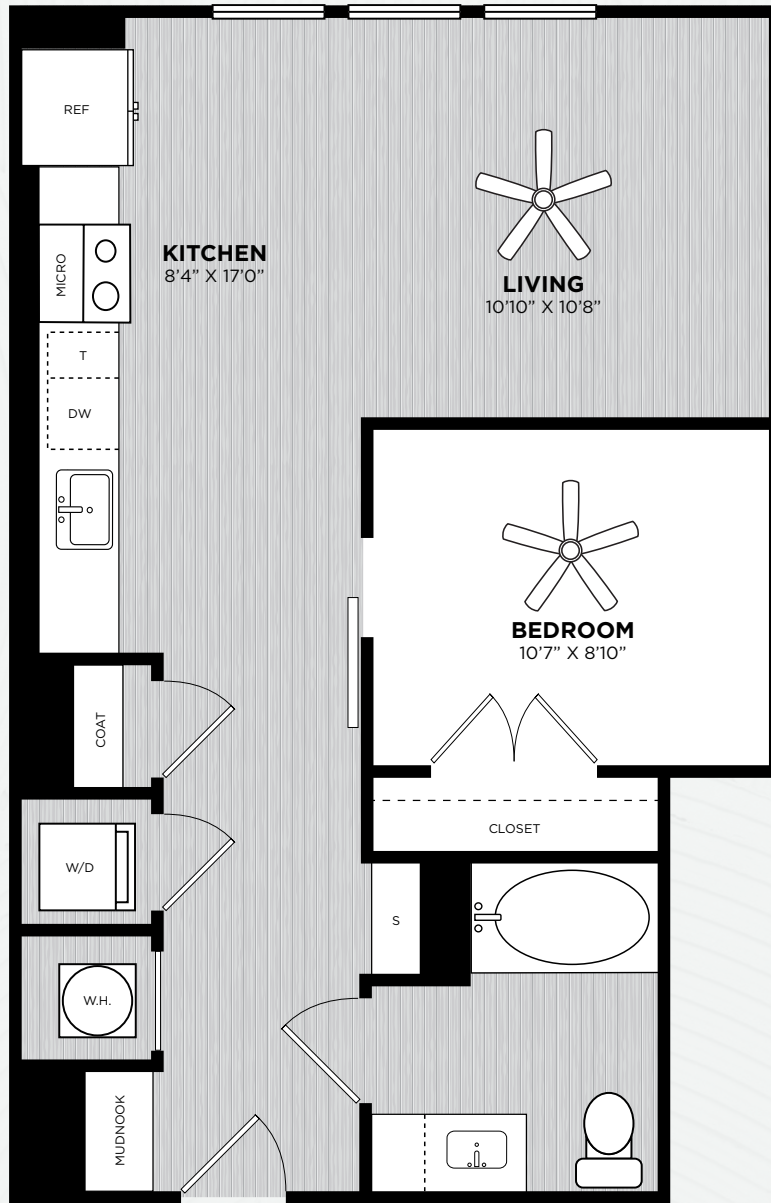 REF
KITCHEN
8’4” X 17’0”
MICRO
LIVING
10’10” X 10’8”
T
DW
BEDROOM
10’7” X 8’10”
COAT
CLOSET
W/D
S
W.H.
MUDNOOK